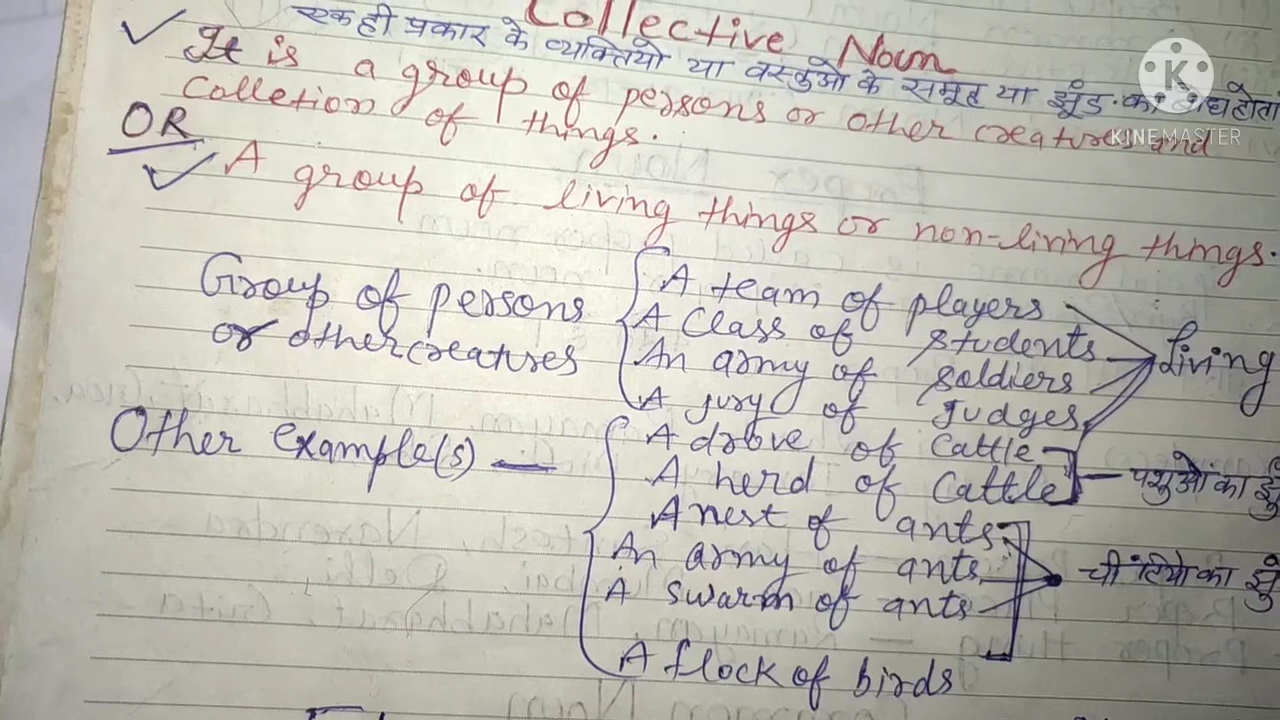 Collective Noun
एक ही प्रकार के व्यक्तियो या वस्तुओ के समूह या झूंड का होता
It is a group of persons or other creatures and
Colletion of things.
OR
A group of living things or non-living things.
Group of persons
or other creatures
A team of players
A Class of students
An army of soldiers
A jury of Judges
Living
Other example(s) —
A drove of Cattle
A herd of Cattle
पशुओं का
A nest of ants
An army of ants
A swarm of ants
चींटियो का
A flock of birds
K
KINEMASTER